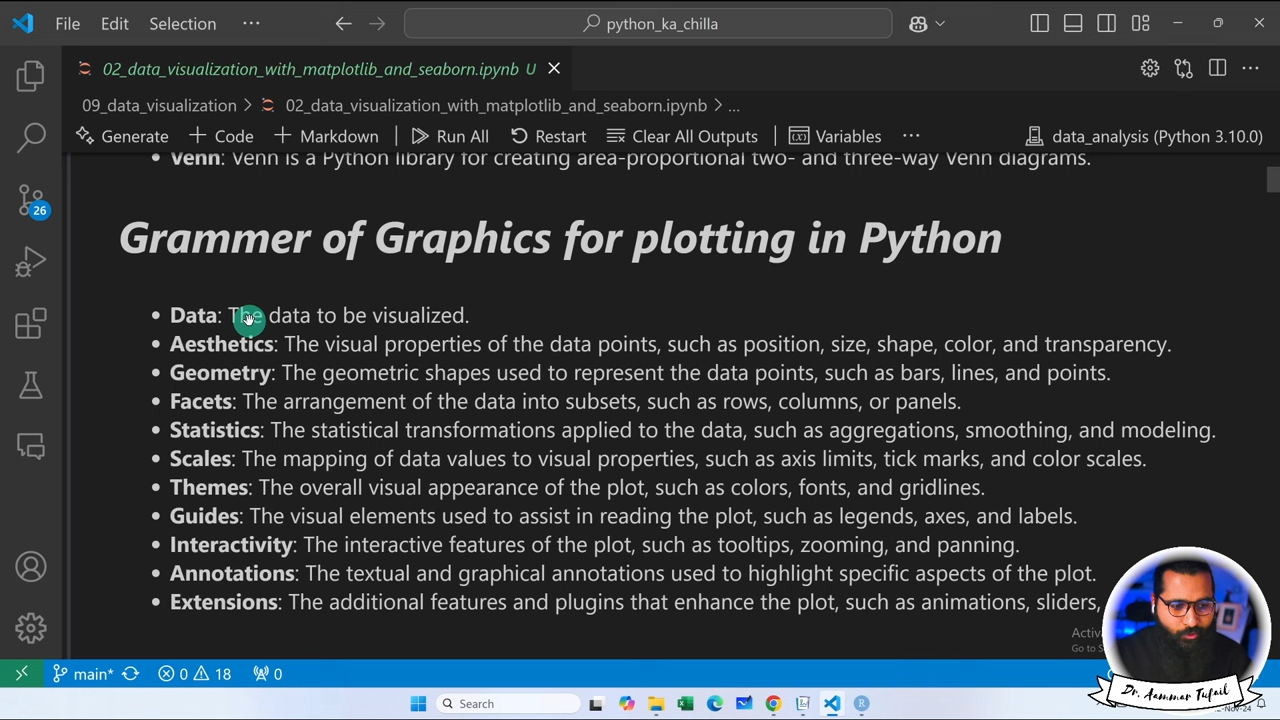 File Edit Selection ··· python_ka_chilla
02_data_visualization_with_matplotlib_and_seaborn.ipynb U
09_data_visualization > 02_data_visualization_with_matplotlib_and_seaborn.ipynb > ...
Generate + Code + Markdown Run All Restart Clear All Outputs Variables ··· data_analysis (Python 3.10.0)
• Venn: Venn is a Python library for creating area-proportional two- and three-way Venn diagrams.
26
Grammer of Graphics for plotting in Python
• Data: The data to be visualized.
• Aesthetics: The visual properties of the data points, such as position, size, shape, color, and transparency.
• Geometry: The geometric shapes used to represent the data points, such as bars, lines, and points.
• Facets: The arrangement of the data into subsets, such as rows, columns, or panels.
• Statistics: The statistical transformations applied to the data, such as aggregations, smoothing, and modeling.
• Scales: The mapping of data values to visual properties, such as axis limits, tick marks, and color scales.
• Themes: The overall visual appearance of the plot, such as colors, fonts, and gridlines.
• Guides: The visual elements used to assist in reading the plot, such as legends, axes, and labels.
• Interactivity: The interactive features of the plot, such as tooltips, zooming, and panning.
• Annotations: The textual and graphical annotations used to highlight specific aspects of the plot.
• Extensions: The additional features and plugins that enhance the plot, such as animations, sliders,
main* 0 18 0
Search
Dr. Aammar Tufail